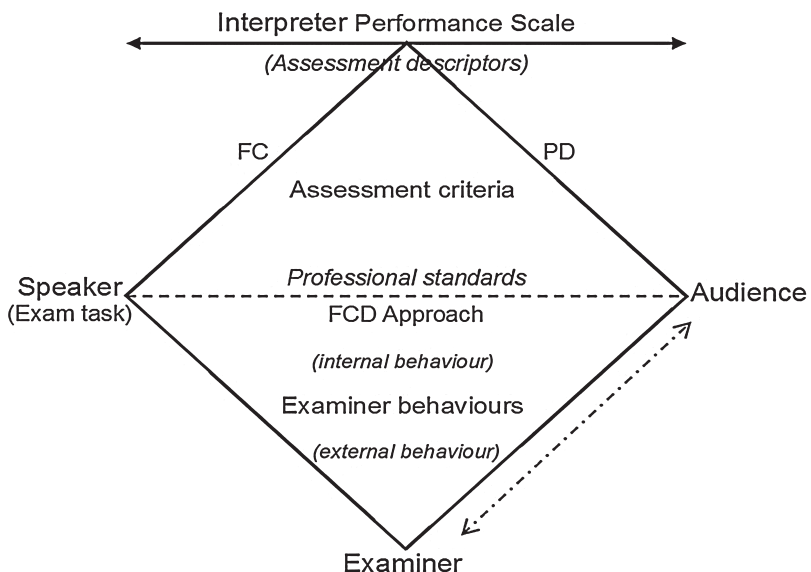 Interpreter Performance Scale
(Assessment descriptors)
FC
PD
Assessment criteria
Professional standards
Speaker
(Exam task)
Audience
FCD Approach
(internal behaviour)
Examiner behaviours
(external behaviour)
Examiner